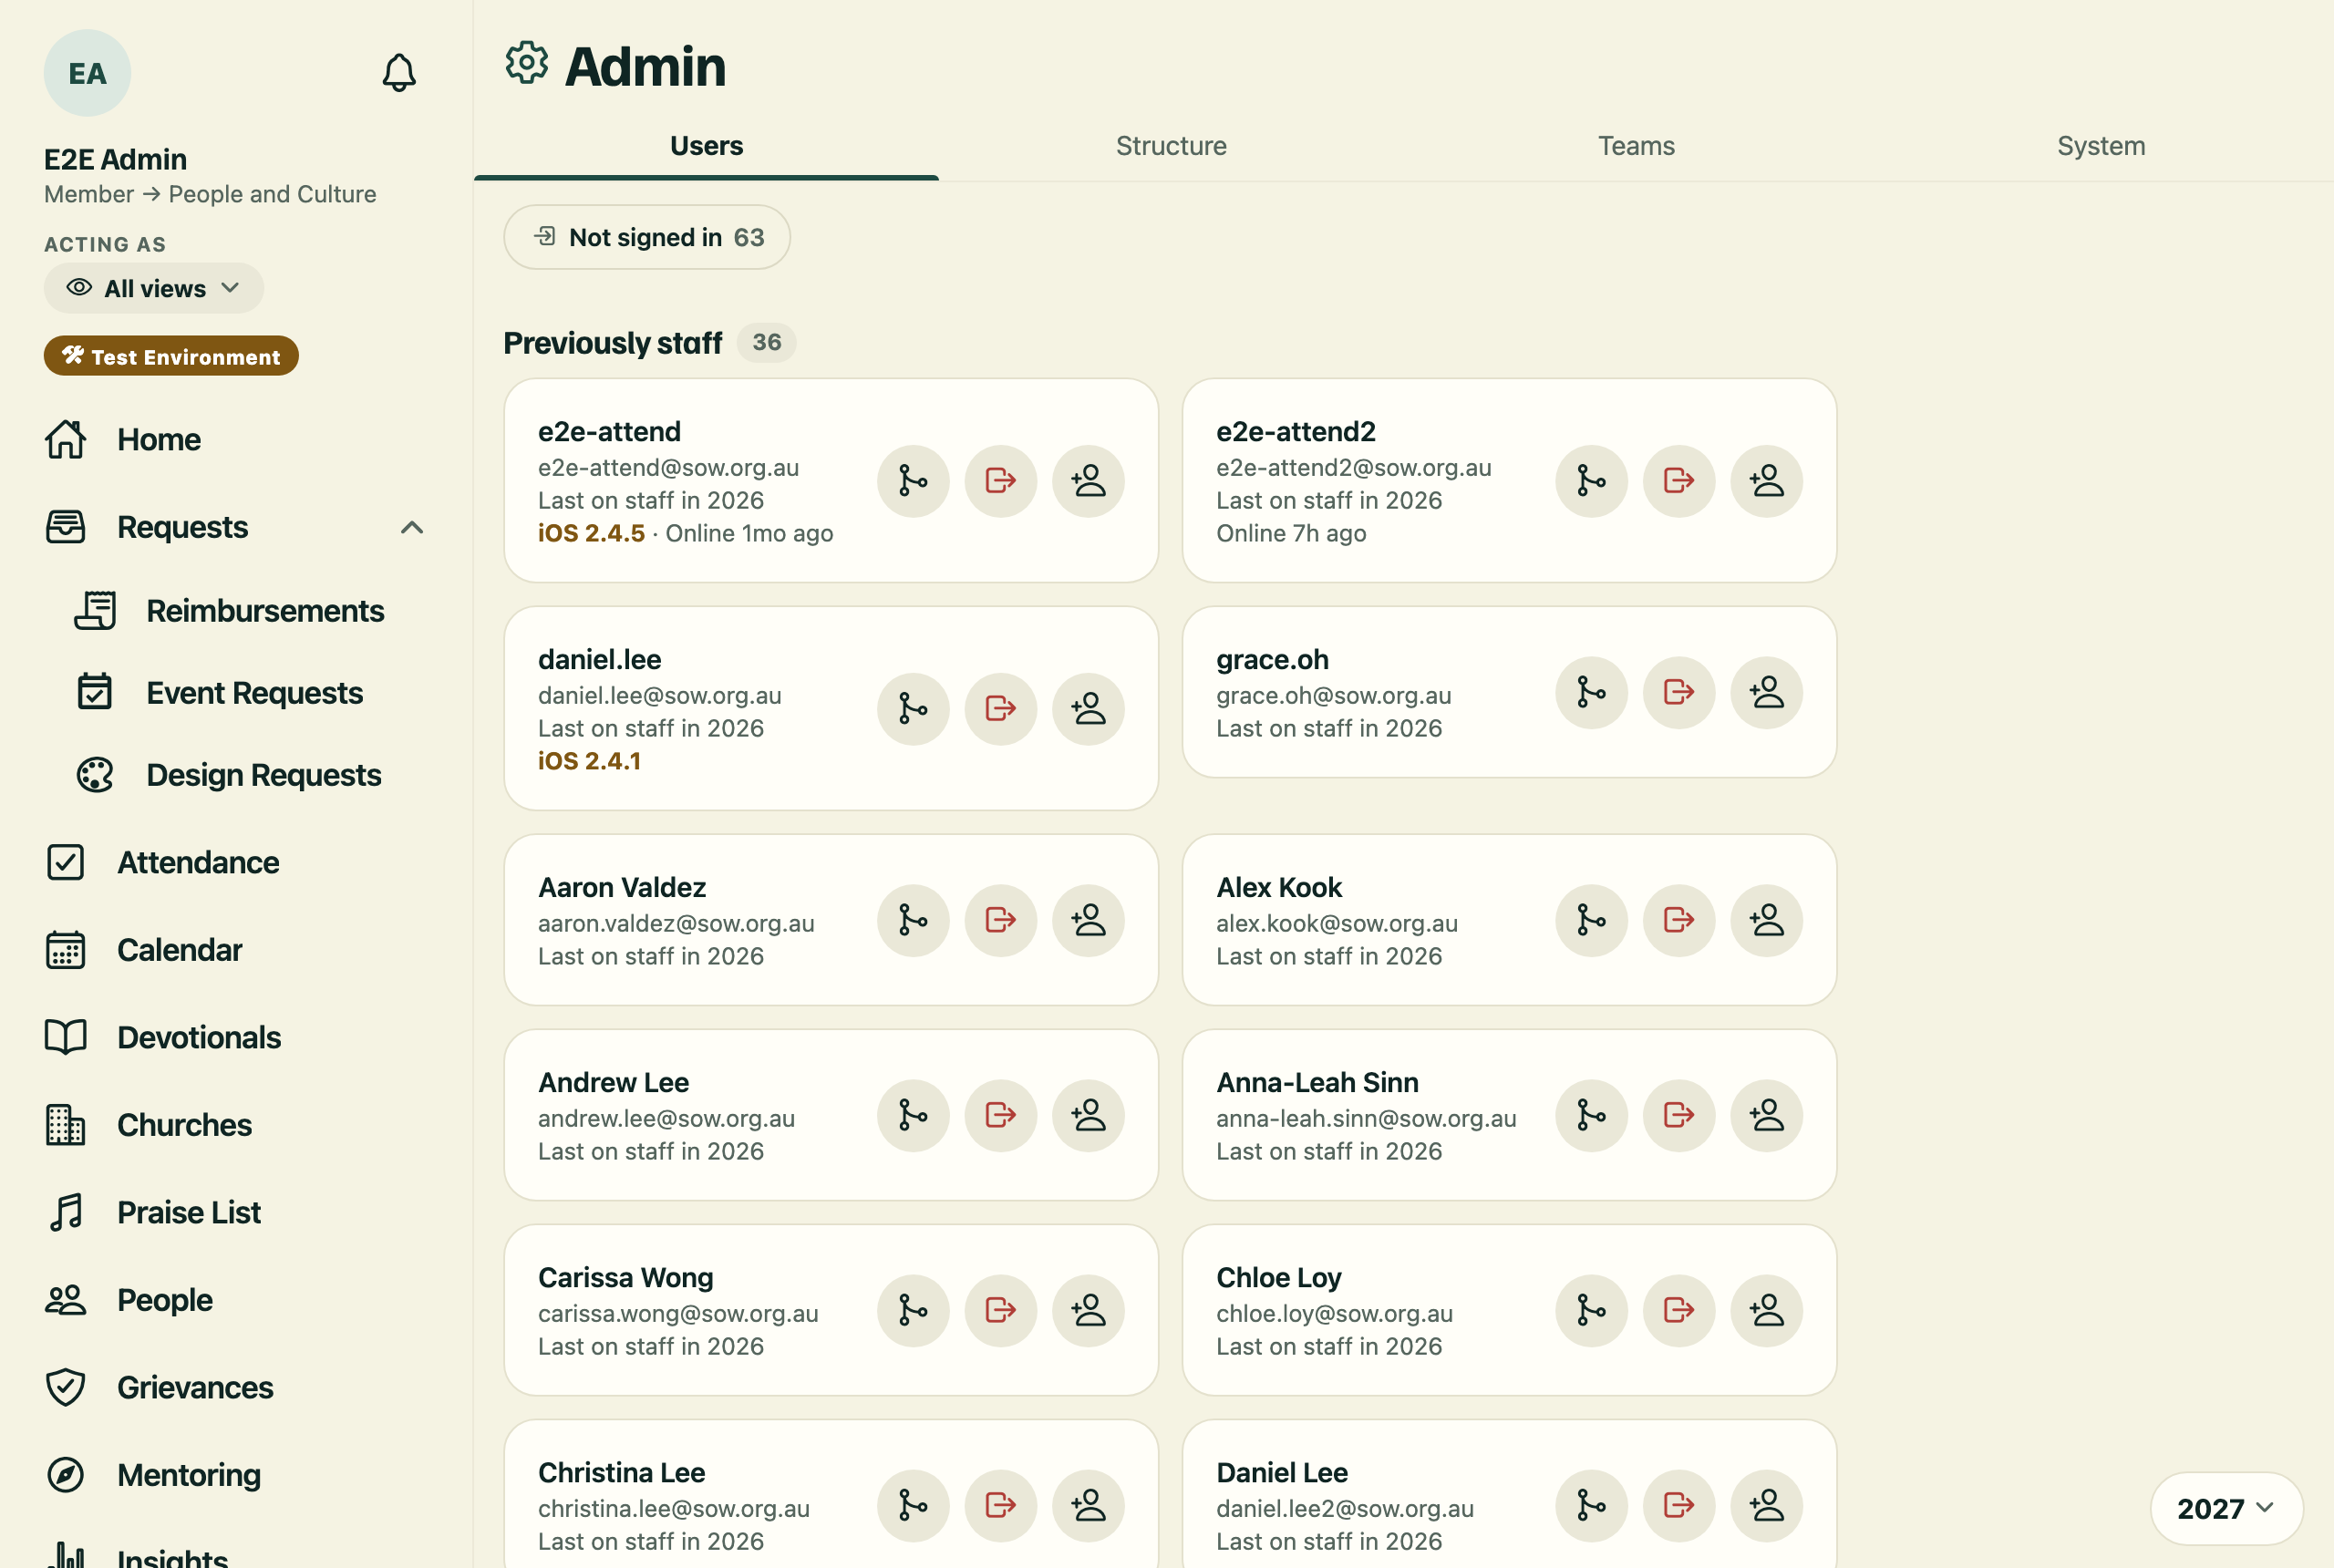 EA
E2E Admin
Member → People and Culture
ACTING AS
All views
Test Environment
Home
Requests
Reimbursements
Event Requests
Design Requests
Attendance
Calendar
Devotionals
Churches
Praise List
People
Grievances
Mentoring
Insights
Admin
Users
Structure
Teams
System
Not signed in 63
Previously staff 36
e2e-attend
e2e-attend@sow.org.au
Last on staff in 2026
iOS 2.4.5 · Online 1mo ago
e2e-attend2
e2e-attend2@sow.org.au
Last on staff in 2026
Online 7h ago
daniel.lee
daniel.lee@sow.org.au
Last on staff in 2026
iOS 2.4.1
grace.oh
grace.oh@sow.org.au
Last on staff in 2026
Aaron Valdez
aaron.valdez@sow.org.au
Last on staff in 2026
Alex Kook
alex.kook@sow.org.au
Last on staff in 2026
Andrew Lee
andrew.lee@sow.org.au
Last on staff in 2026
Anna-Leah Sinn
anna-leah.sinn@sow.org.au
Last on staff in 2026
Carissa Wong
carissa.wong@sow.org.au
Last on staff in 2026
Chloe Loy
chloe.loy@sow.org.au
Last on staff in 2026
Christina Lee
christina.lee@sow.org.au
Last on staff in 2026
Daniel Lee
daniel.lee2@sow.org.au
Last on staff in 2026
2027